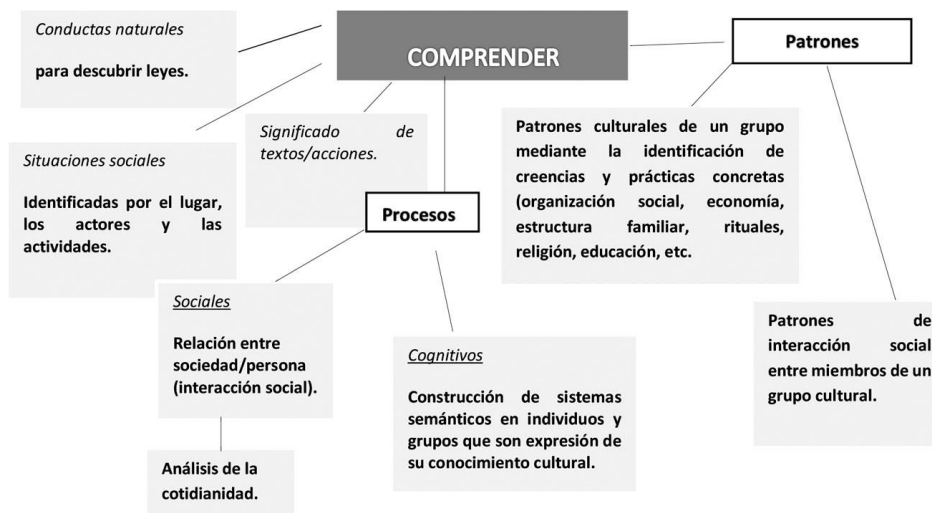 COMPRENDER
Conductas naturales
para descubrir leyes.
Situaciones sociales
Identificadas por el lugar,
los actores y las
actividades.
Significado de
textos/acciones.
Procesos
Sociales
Relación entre
sociedad/persona
(interacción social).
Análisis de la
cotidianidad.
Cognitivos
Construcción de sistemas
semánticos en individuos y
grupos que son expresión de
su conocimiento cultural.
Patrones
Patrones culturales de un grupo
mediante la identificación de
creencias y prácticas concretas
(organización social, economía,
estructura familiar, rituales,
religión, educación, etc.
Patrones de
interacción social
entre miembros de un
grupo cultural.